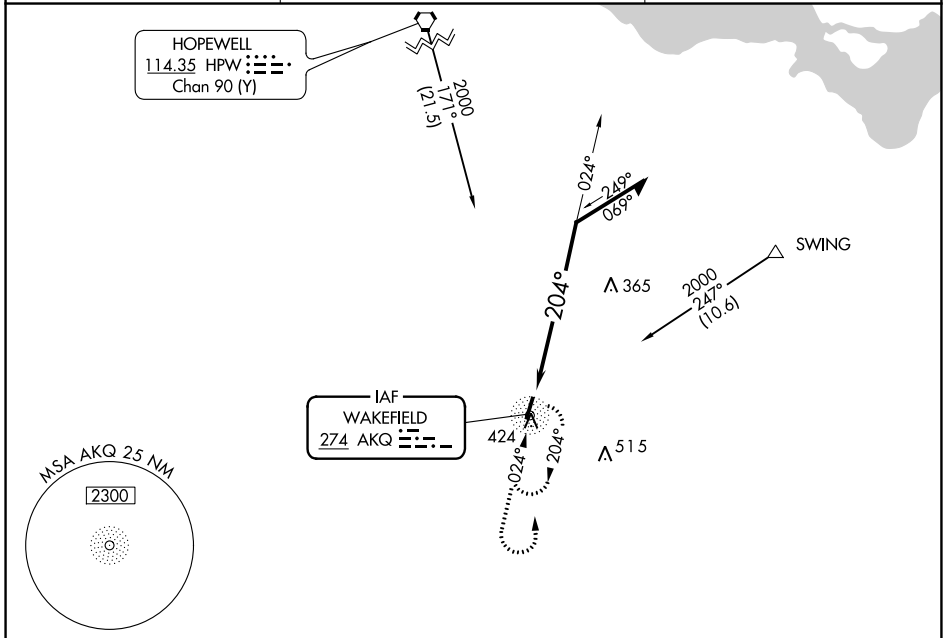 HOPEWELL
114.35 HPW
Chan 90 (Y)
2000
171°
(21.5)
024°
249°
069°
SWING
204°
365
2000
247°
(10.6)
IAF
WAKEFIELD
274 AKQ
424
024°
204°
515
MSA AKQ 25 NM
2300